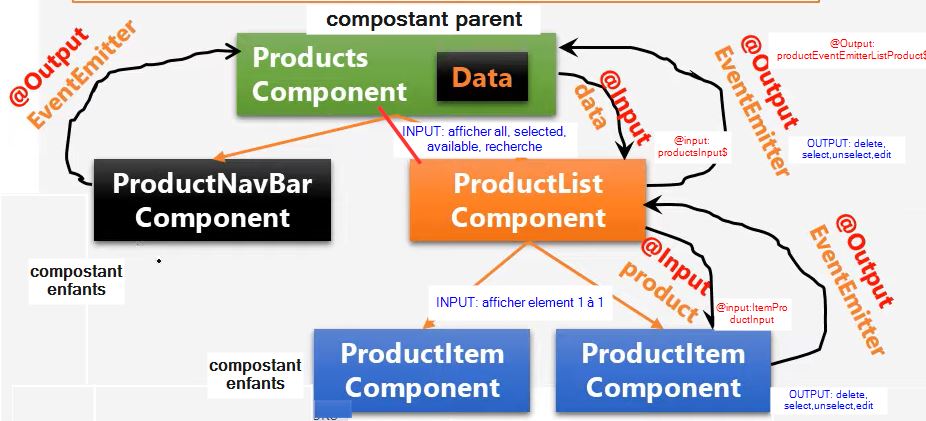 compostant parent
@Output
EventEmitter
Products
Component
Data
@Input
data
@Output
EventEmitter
@Output:
productEventEmitterListProduct$
INPUT: afficher all, selected,
available, recherche
@input:
productsInput$
OUTPUT: delete,
select,unselect,edit
ProductNavBar
Component
ProductList
Component
compostant
enfants
@Input
product
@Output
EventEmitter
INPUT: afficher element 1 à 1
@input:ItemPro
ductInput
compostant
enfants
ProductItem
Component
ProductItem
Component
OUTPUT: delete,
select,unselect,edit